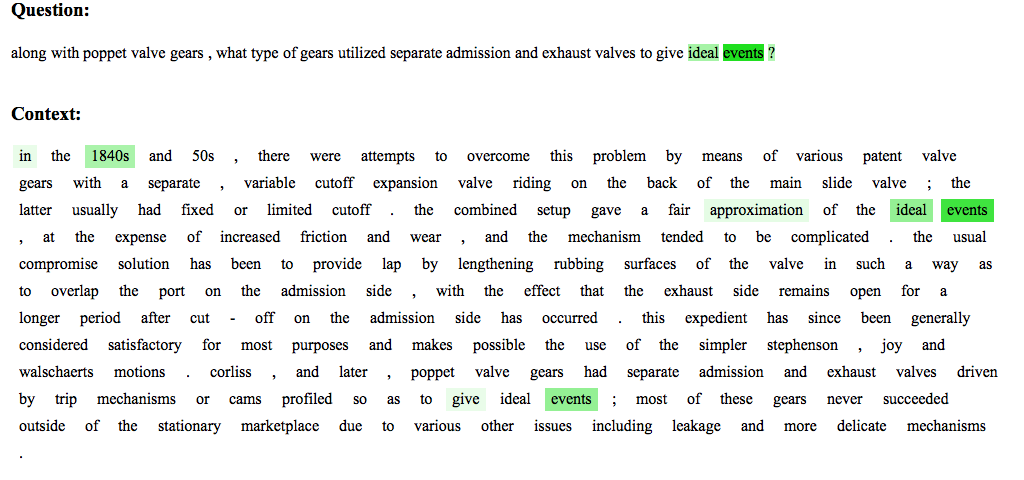 Question:
along with poppet valve gears , what type of gears utilized separate admission and exhaust valves to give ideal events ?
Context:
in the 1840s and 50s , there were attempts to overcome this problem by means of various patent valve
gears with a separate , variable cutoff expansion valve riding on the back of the main slide valve ; the
latter usually had fixed or limited cutoff . the combined setup gave a fair approximation of the ideal events
, at the expense of increased friction and wear , and the mechanism tended to be complicated . the usual
compromise solution has been to provide lap by lengthening rubbing surfaces of the valve in such a way as
to overlap the port on the admission side , with the effect that the exhaust side remains open for a
longer period after cut - off on the admission side has occurred . this expedient has since been generally
considered satisfactory for most purposes and makes possible the use of the simpler stephenson , joy and
walschaerts motions . corliss , and later , poppet valve gears had separate admission and exhaust valves driven
by trip mechanisms or cams profiled so as to give ideal events ; most of these gears never succeeded
outside of the stationary marketplace due to various other issues including leakage and more delicate mechanisms
.